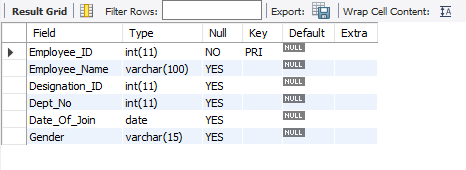 Result Grid Filter Rows: Export: Wrap Cell Content: IA
Field Type Null Key Default Extra
Employee_ID int(11) NO PRI NULL
Employee_Name varchar(100) YES NULL
Designation_ID int(11) YES NULL
Dept_No int(11) YES NULL
Date_Of_Join date YES NULL
Gender varchar(15) YES NULL